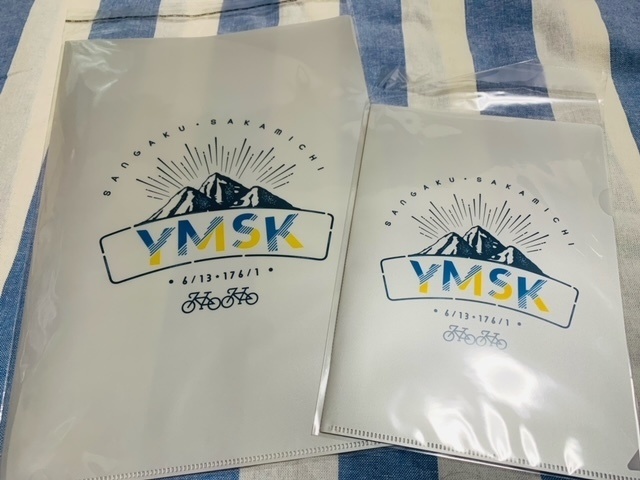 SANGAKU・SAKAMICHI
YMSK
• 6/13・176/1 •
SANGAKU・SAKAMICHI
YMSK
• 6/13・176/1 •